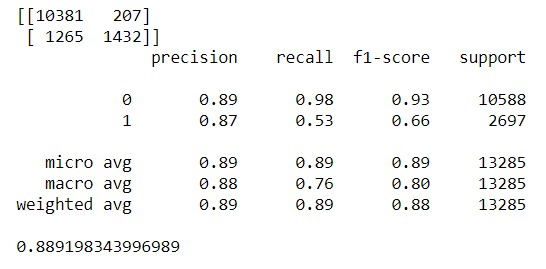 [[10381 207]
[ 1265 1432]]
precision recall f1-score support
0 0.89 0.98 0.93 10588
1 0.87 0.53 0.66 2697
micro avg 0.89 0.89 0.89 13285
macro avg 0.88 0.76 0.80 13285
weighted avg 0.89 0.89 0.88 13285
0.889198343996989